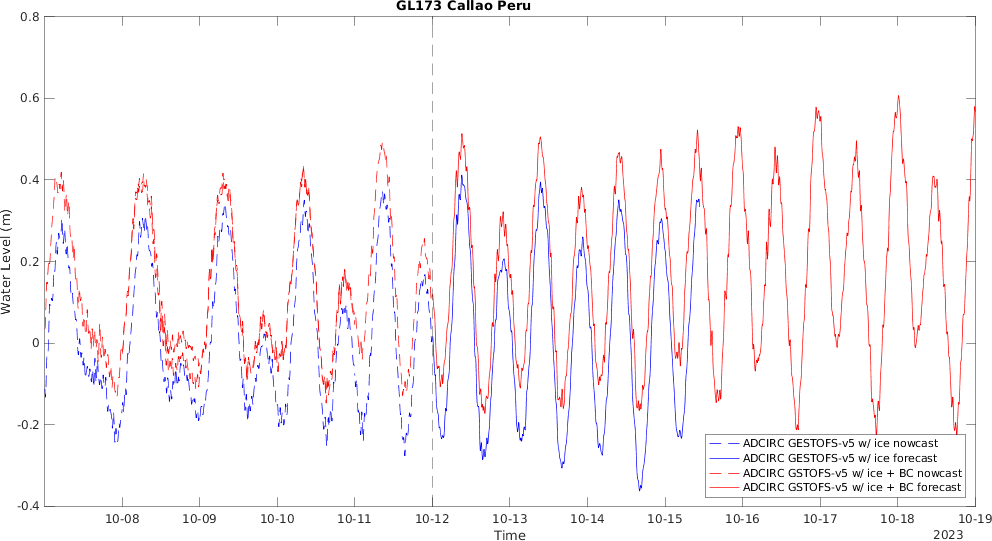 GL173 Callao Peru
0.8
0.6
0.4
0.2
0
-0.2
-0.4
Water Level (m)
ADCIRC GESTOFS-v5 w/ ice nowcast
ADCIRC GESTOFS-v5 w/ ice forecast
ADCIRC GSTOFS-v5 w/ ice + BC nowcast
ADCIRC GSTOFS-v5 w/ ice + BC forecast
10-08 10-09 10-10 10-11 10-12 10-13 10-14 10-15 10-16 10-17 10-18 10-19
Time
2023